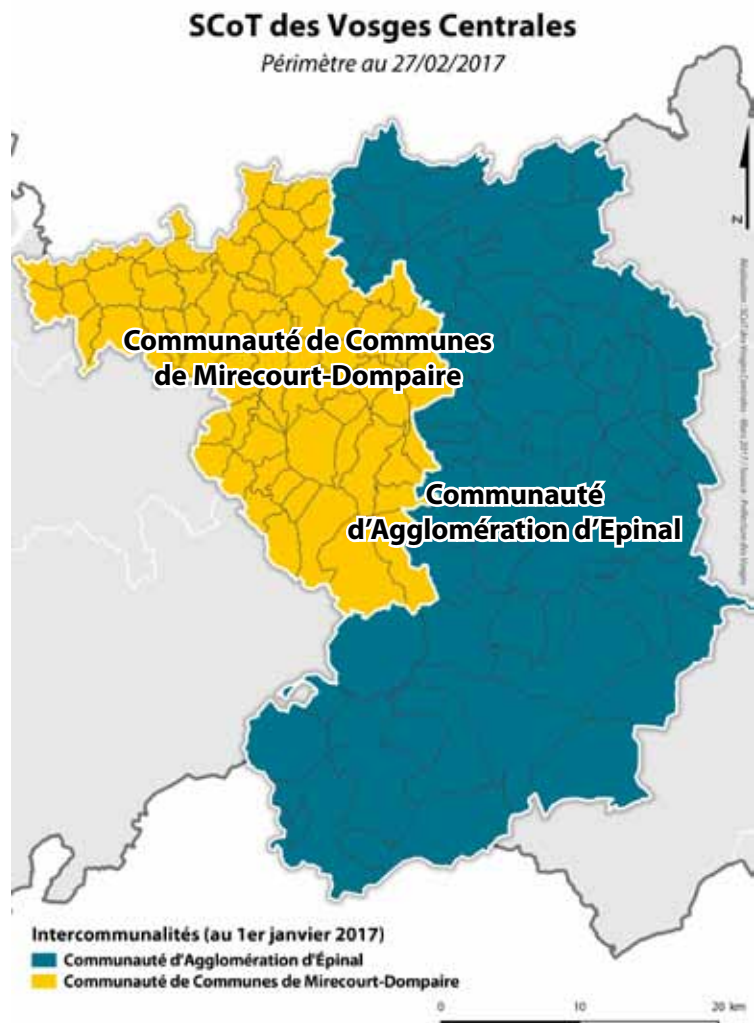 SCoT des Vosges Centrales
Périmètre au 27/02/2017
Z
Communauté de Communes
de Mirecourt-Dompaire
Communauté
d'Agglomération d'Epinal
Intercommunalités (au 1er janvier 2017)
Communauté d'Agglomération d'Épinal
Communauté de Communes de Mirecourt-Dompaire
0 10 20 km